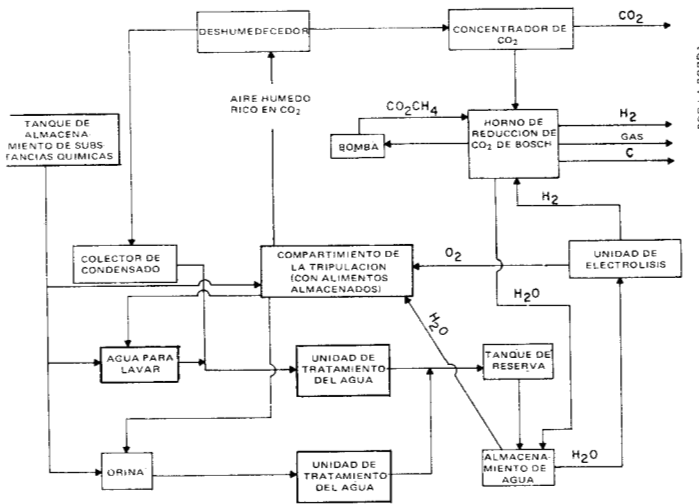 DESHUMEDECEDOR
CONCENTRADOR DE
CO₂
CO₂
TANQUE DE
ALMACENA-
MIENTO DE SUBS
TANCIAS QUIMICAS
AIRE HUMEDO
RICO EN CO₂
CO₂CH₄
BOMBA
HORNO DE
REDUCCION DE
CO₂ DE BOSCH
H₂
GAS
C
H₂
COLECTOR DE
CONDENSADO
COMPARTIMIENTO DE
LA TRIPULACION
(CON ALIMENTOS
ALMACENADOS)
O₂
UNIDAD DE
ELECTROLISIS
H₂O
H₂O
AGUA PARA
LAVAR
UNIDAD DE
TRATAMIENTO
DEL AGUA
TANQUE DE
RESERVA
ORINA
UNIDAD DE
TRATAMIENTO
DEL AGUA
ALMACENA-
MIENTO DE
AGUA
H₂O